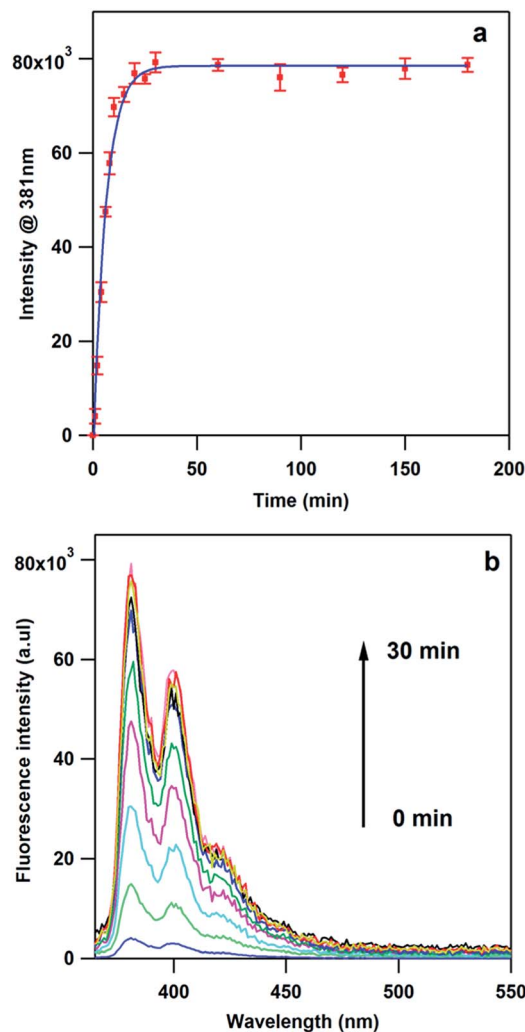 a
80x10³
60
40
20
0
Intensity @ 381nm
0 50 100 150 200
Time (min)
b
80x10³
60
40
20
0
Fluorescence intensity (a.ul)
30 min
0 min
400 450 500 550
Wavelength (nm)